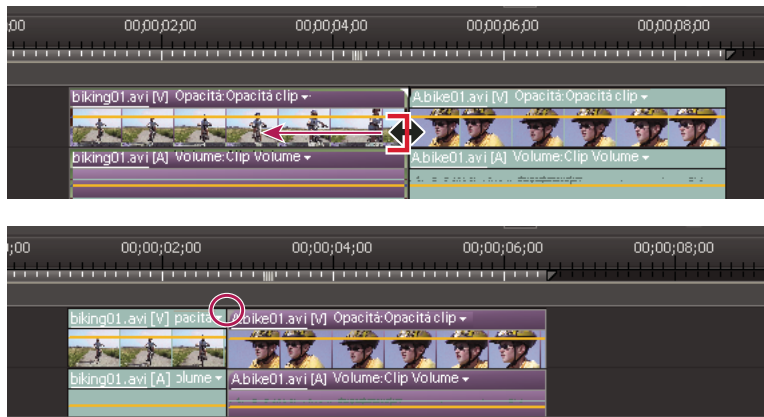 ;00 00;00;02;00 00;00;04;00 00;00;06;00 00;00;08;00
biking01.avi [V] Opacità:Opacità clip A.bike01.avi [V] Opacità:Opacità clip
biking01.avi [A] Volume:Clip Volume A.bike01.avi [A] Volume:Clip Volume
;00 00;00;02;00 00;00;04;00 00;00;06;00 00;00;08;00
biking01.avi [V] pacità A.bike01.avi [V] Opacità:Opacità clip
biking01.avi [A] olume A.bike01.avi [A] Volume:Clip Volume